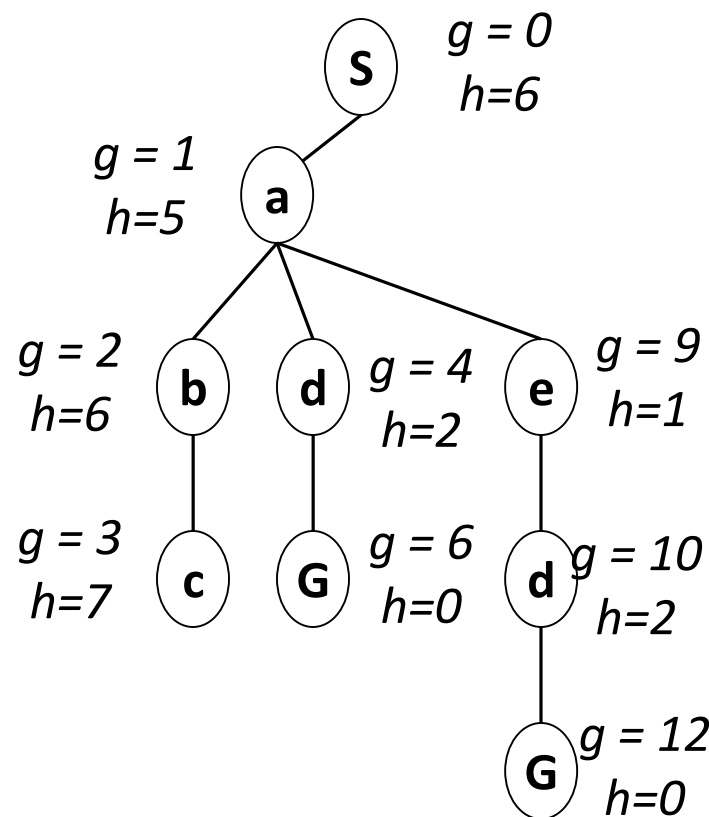 S
g = 0
h=6
g = 1
h=5
a
g = 2
h=6
b
d
g = 4
h=2
e
g = 9
h=1
g = 3
h=7
c
G
g = 6
h=0
d
g = 10
h=2
G
g = 12
h=0